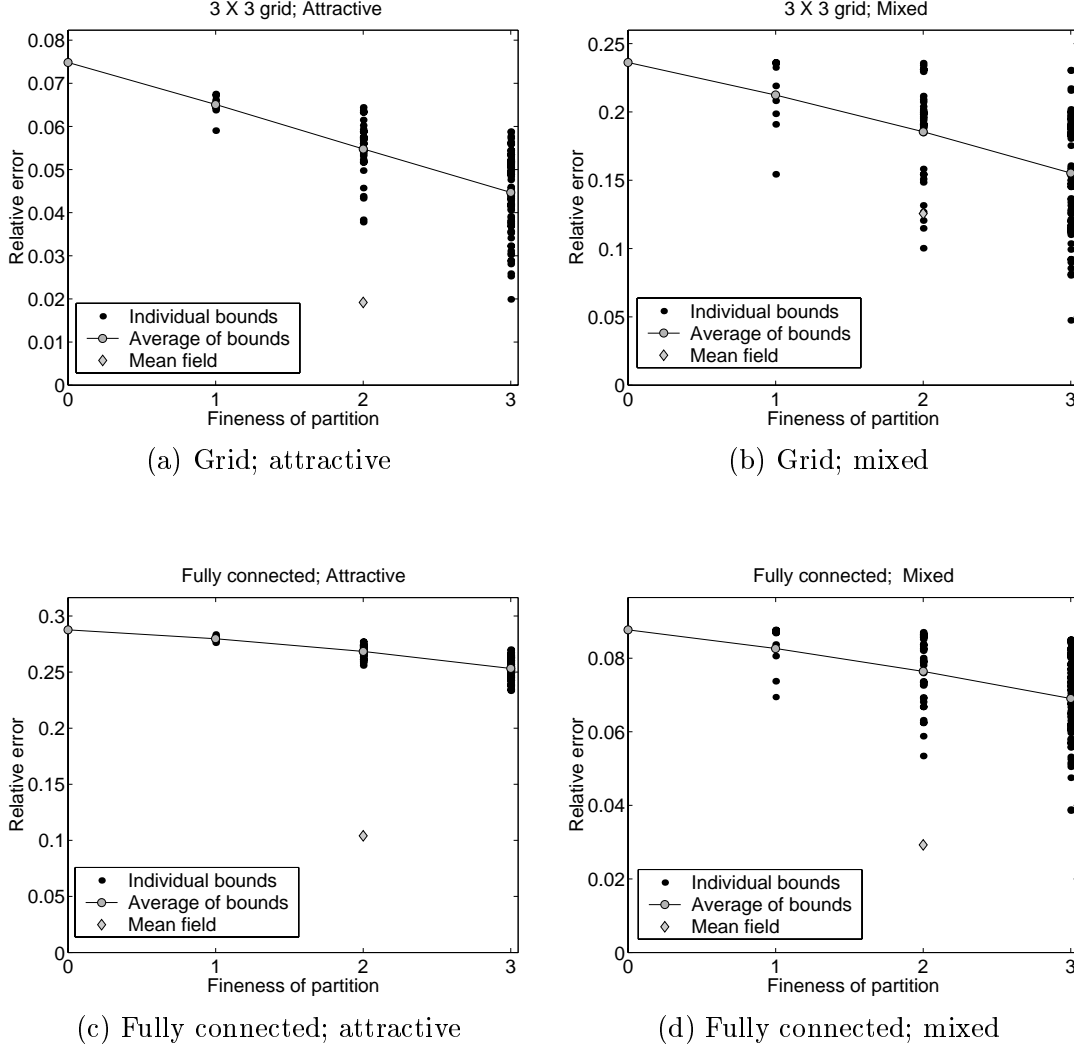 3 X 3 grid; Attractive
0.08
0.07
0.06
0.05
0.04
0.03
0.02
0.01
0
Relative error
Individual bounds
Average of bounds
Mean field
0 1 2 3
Fineness of partition
(a) Grid; attractive
3 X 3 grid; Mixed
0.25
0.2
0.15
0.1
0.05
0
Relative error
Individual bounds
Average of bounds
Mean field
0 1 2 3
Fineness of partition
(b) Grid; mixed
Fully connected; Attractive
0.3
0.25
0.2
0.15
0.1
0.05
0
Relative error
Individual bounds
Average of bounds
Mean field
0 1 2 3
Fineness of partition
(c) Fully connected; attractive
Fully connected; Mixed
0.08
0.06
0.04
0.02
0
Relative error
Individual bounds
Average of bounds
Mean field
0 1 2 3
Fineness of partition
(d) Fully connected; mixed